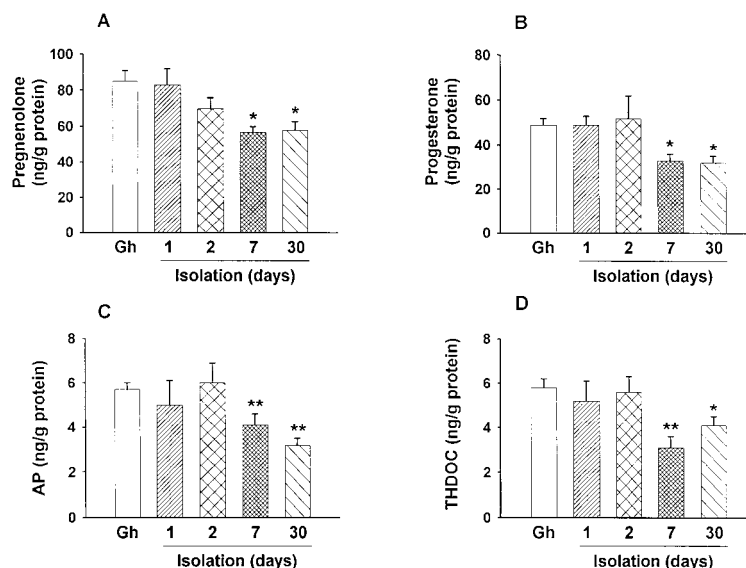 A
Pregnenolone
(ng/g protein)
100
80
60
40
20
0
*
*
Gh 1 2 7 30
Isolation (days)
B
Progesterone
(ng/g protein)
80
60
40
20
0
*
*
Gh 1 2 7 30
Isolation (days)
C
AP (ng/g protein)
8
6
4
2
0
**
**
Gh 1 2 7 30
Isolation (days)
D
THDOC (ng/g protein)
8
6
4
2
0
**
*
Gh 1 2 7 30
Isolation (days)